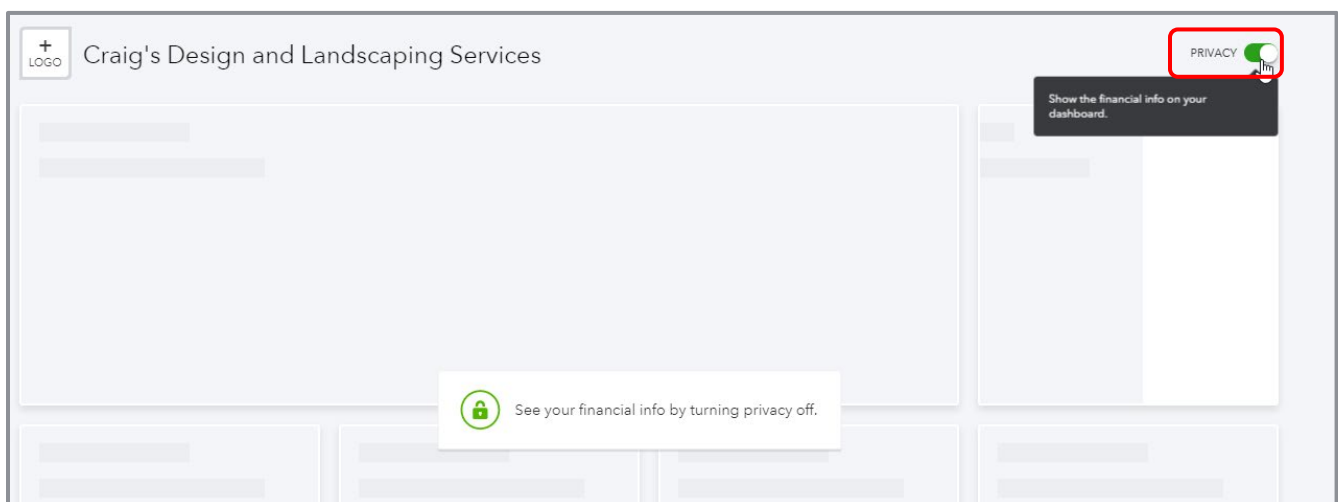 +
LOGO
Craig's Design and Landscaping Services
PRIVACY
Show the financial info on your
dashboard.
See your financial info by turning privacy off.